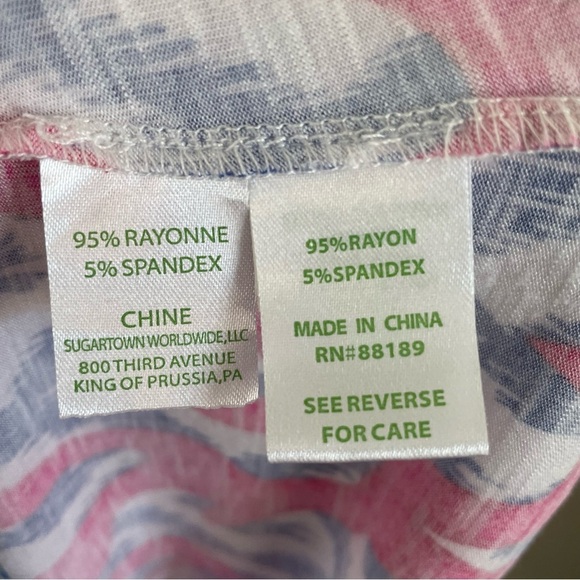 95% RAYONNE
5% SPANDEX
CHINE
SUGARTOWN WORLDWIDE, LLC
800 THIRD AVENUE
KING OF PRUSSIA, PA
95% RAYON
5% SPANDEX
MADE IN CHINA
RN#88189
SEE REVERSE
FOR CARE